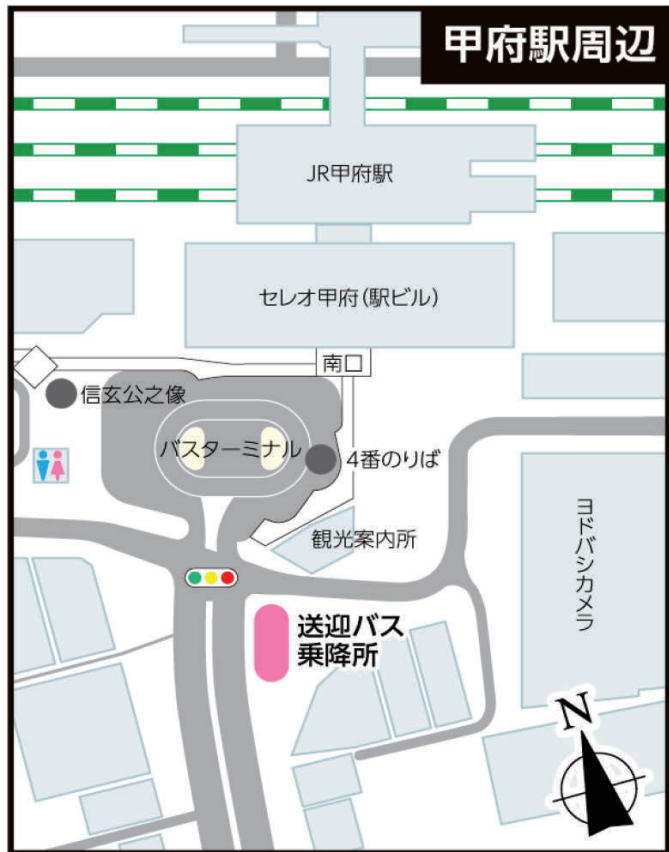 甲府駅周辺
JR甲府駅
セレオ甲府（駅ビル）
南口
信玄公之像
バスターミナル
4番のりば
観光案内所
ヨドバシカメラ
送迎バス
乗降所
N